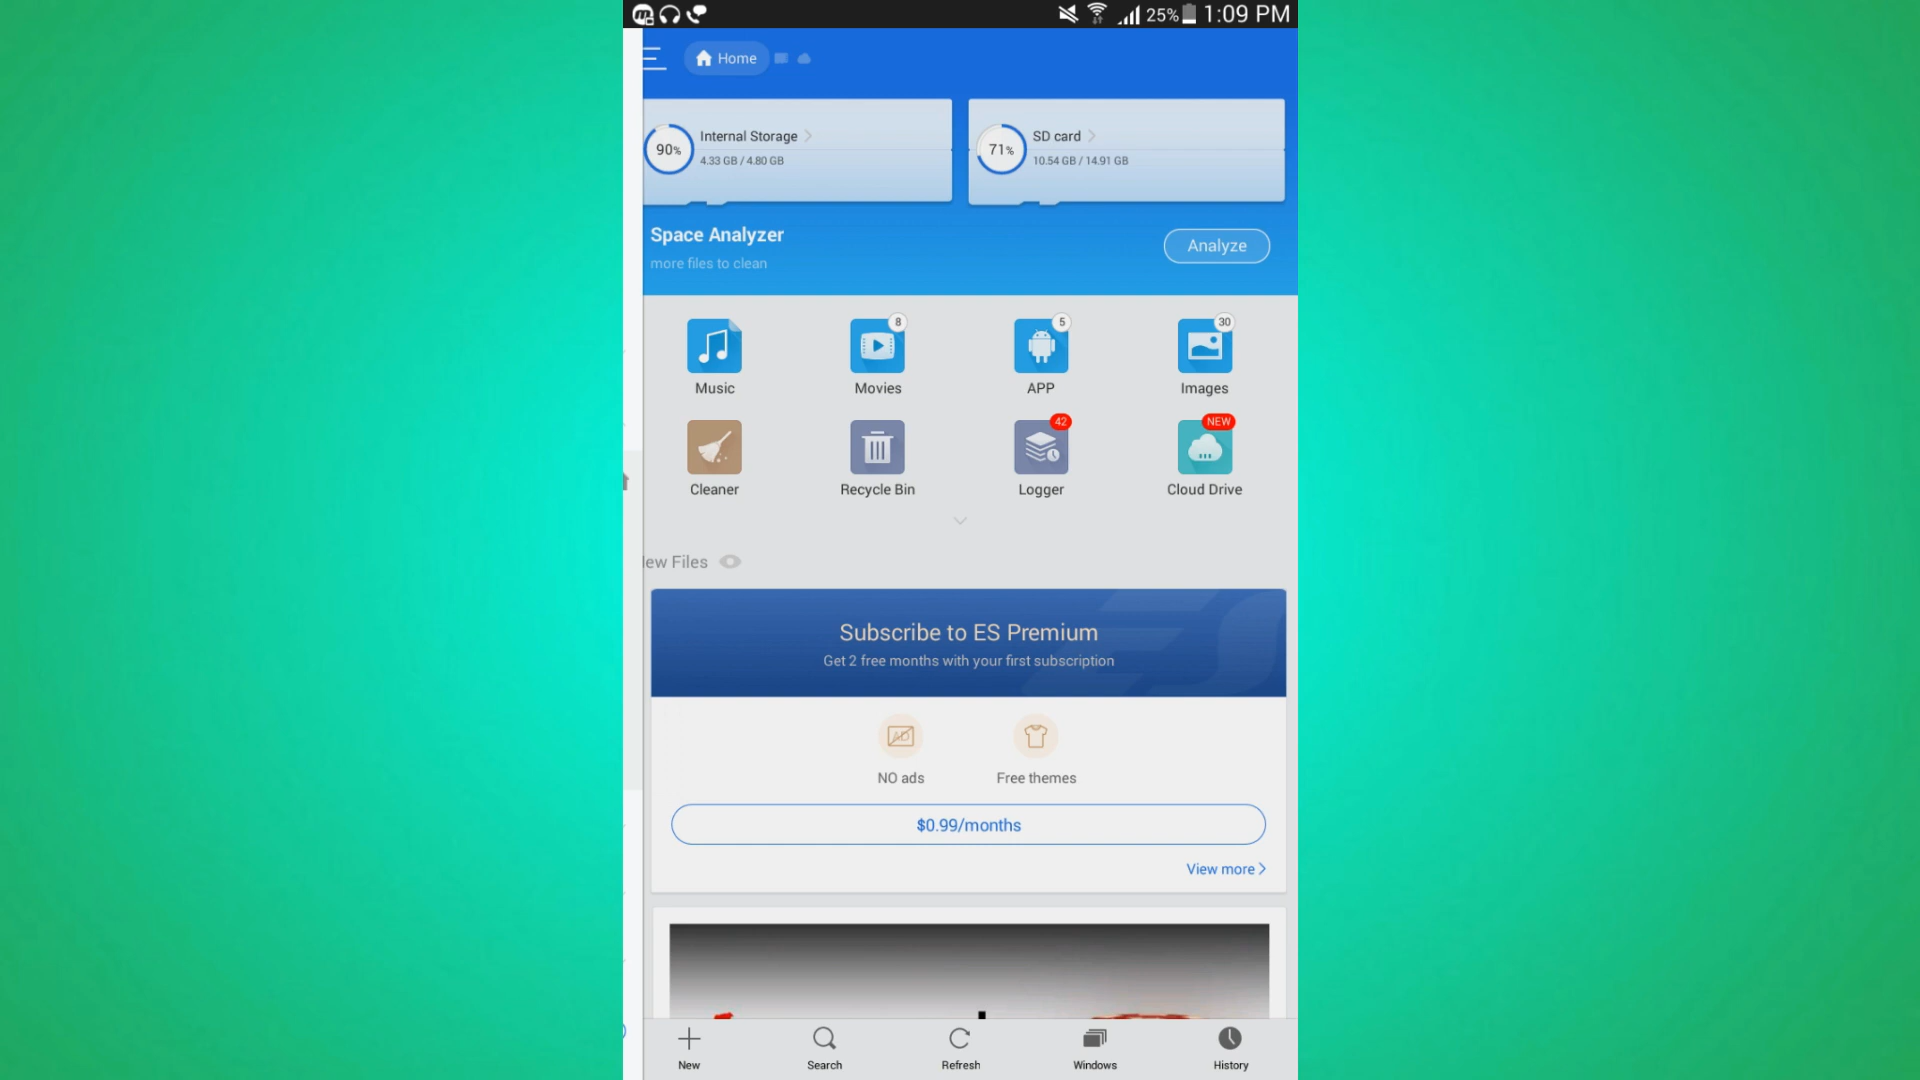 25% 1:09 PM
Home
90%
Internal Storage
4.33 GB / 4.80 GB
71%
SD card
10.54 GB / 14.91 GB
Space Analyzer
more files to clean
Analyze
8
5
30
Music
Movies
APP
Images
42
NEW
Cleaner
Recycle Bin
Logger
Cloud Drive
ew Files
Subscribe to ES Premium
Get 2 free months with your first subscription
AD
NO ads
Free themes
$0.99/months
View more
New
Search
Refresh
Windows
History